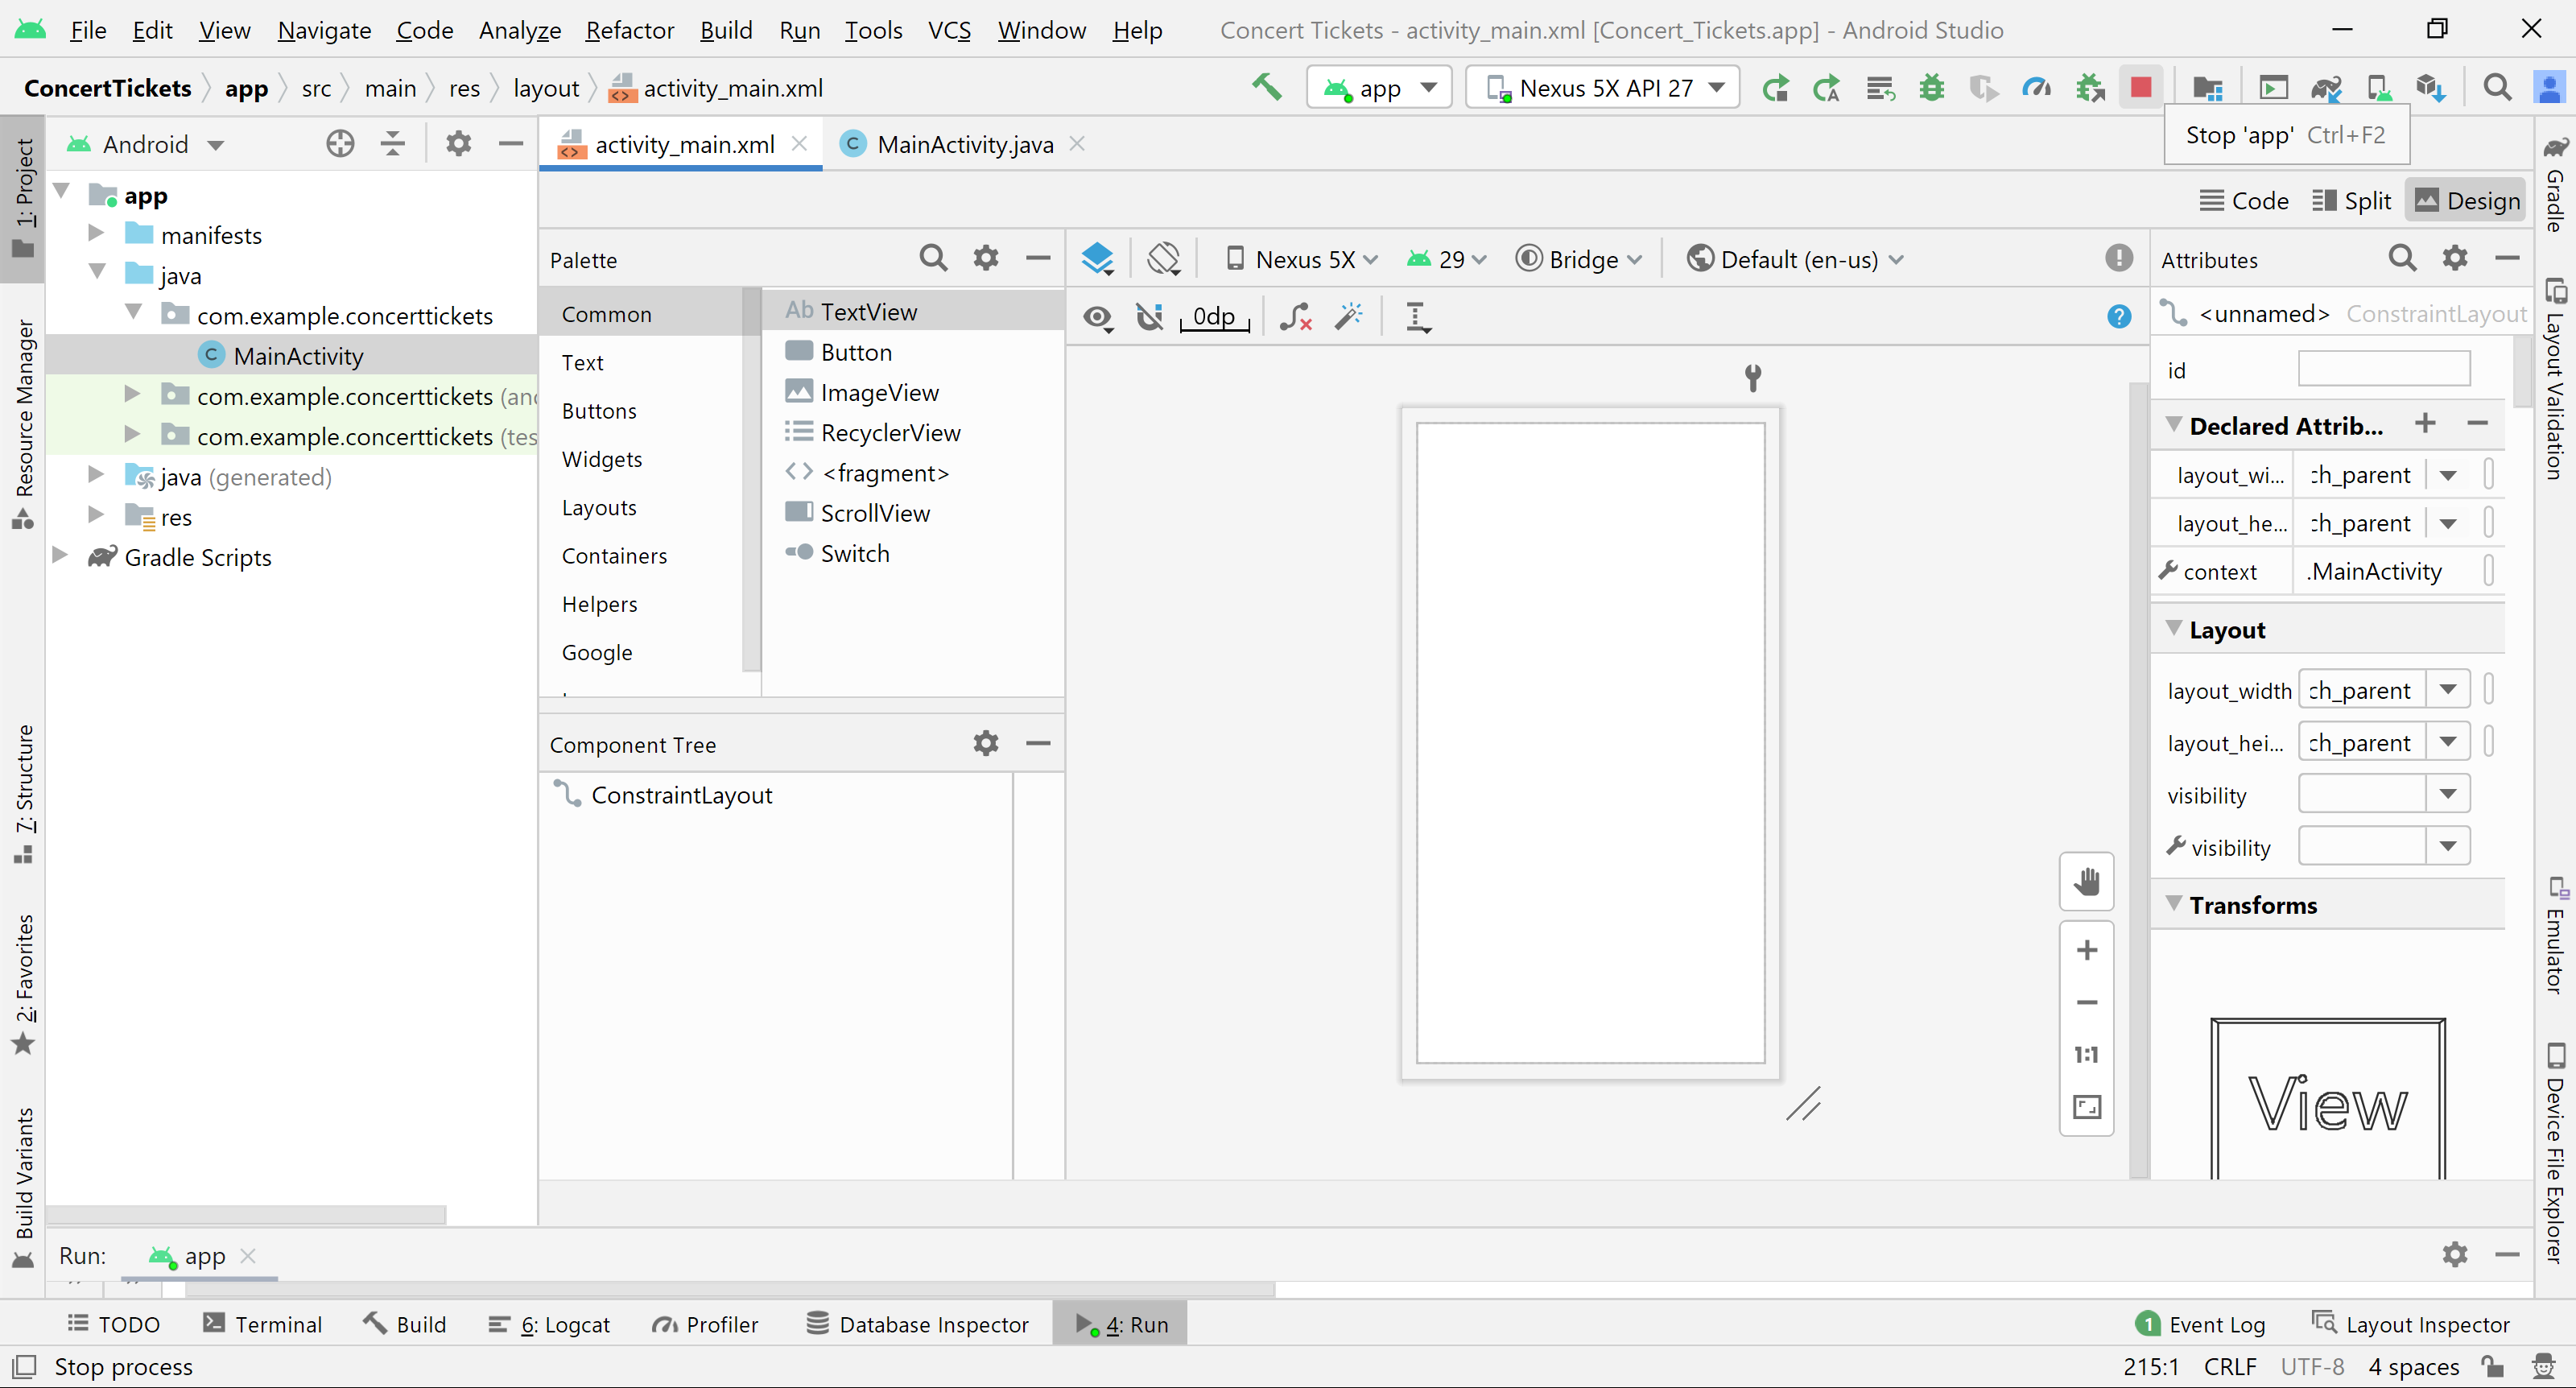 File Edit View Navigate Code Analyze Refactor Build Run Tools VCS Window Help Concert Tickets - activity_main.xml [Concert_Tickets.app] - Android Studio
ConcertTickets app src main res layout activity_main.xml app Nexus 5X API 27
Stop 'app' Ctrl+F2
1: Project
Resource Manager
7: Structure
2: Favorites
Build Variants
Android
app
manifests
java
com.example.concerttickets
MainActivity
com.example.concerttickets (and
com.example.concerttickets (tes
java (generated)
res
Gradle Scripts
activity_main.xml MainActivity.java
Code Split Design
Palette
Common
Text
Buttons
Widgets
Layouts
Containers
Helpers
Google
Ab TextView
Button
ImageView
RecyclerView
<fragment>
ScrollView
Switch
Component Tree
ConstraintLayout
Nexus 5X 29 Bridge Default (en-us)
0dp
1:1
Attributes
<unnamed> ConstraintLayout
id
Declared Attrib...
layout_wi... ch_parent
layout_he... ch_parent
context .MainActivity
Layout
layout_width ch_parent
layout_hei... ch_parent
visibility
visibility
Transforms
View
Gradle
Layout Validation
Emulator
Device File Explorer
Run: app
TODO Terminal Build 6: Logcat Profiler Database Inspector 4: Run 1 Event Log Layout Inspector
Stop process 215:1 CRLF UTF-8 4 spaces